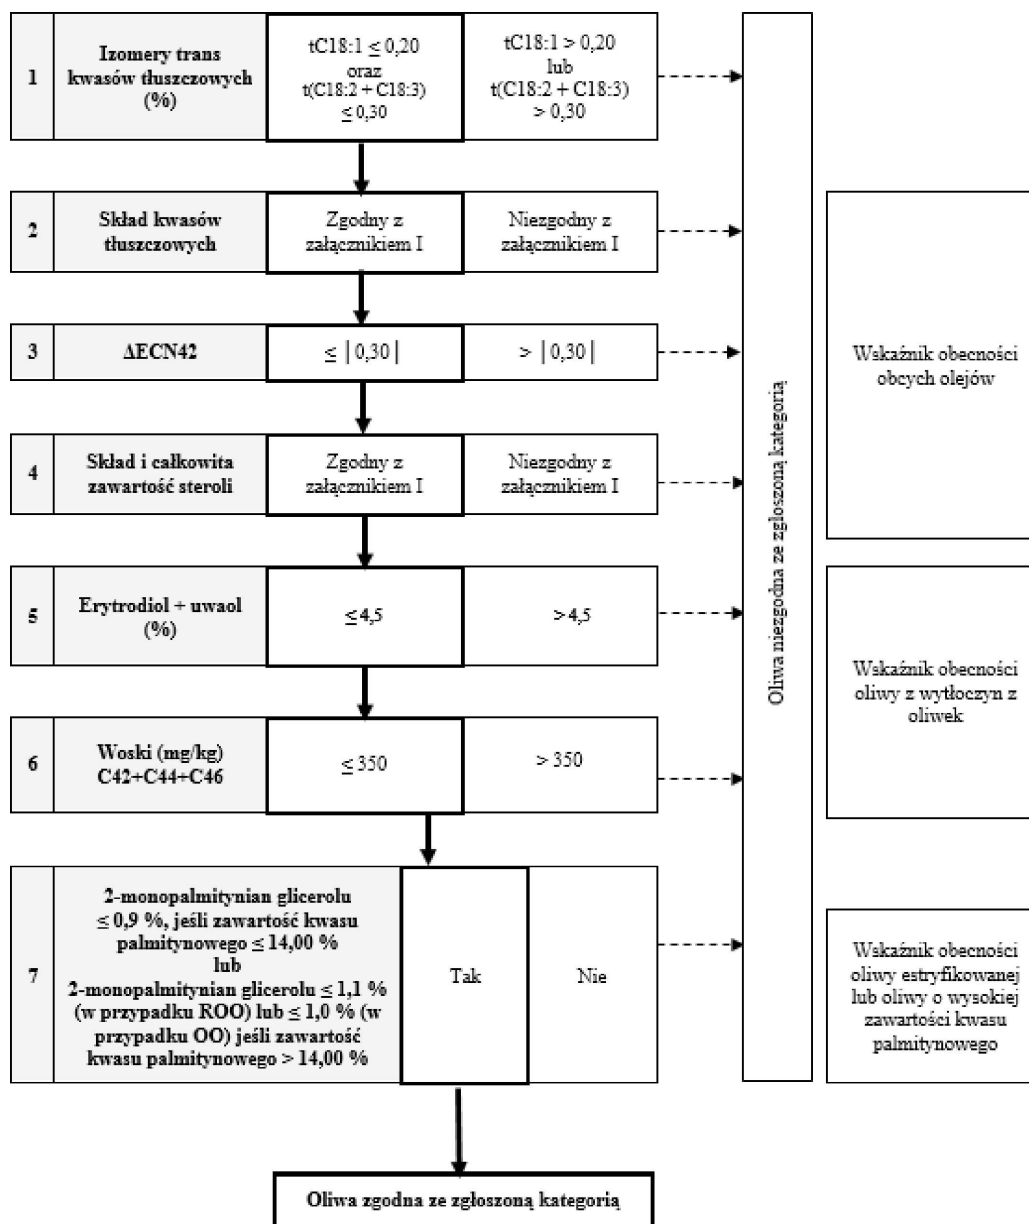 1
Izomery trans
kwasów tłuszczowych
(%)
tC18:1 ≤ 0,20
oraz
t(C18:2 + C18:3)
≤ 0,30
tC18:1 > 0,20
lub
t(C18:2 + C18:3)
> 0,30
2
Skład kwasów
tłuszczowych
Zgodny z
załącznikiem I
Niezgodny z
załącznikiem I
3
ΔECN42
≤ | 0,30 |
> | 0,30 |
4
Skład i całkowita
zawartość steroli
Zgodny z
załącznikiem I
Niezgodny z
załącznikiem I
5
Erytrodiol + uwaol
(%)
≤ 4,5
> 4,5
6
Woski (mg/kg)
C42+C44+C46
≤ 350
> 350
7
2-monopalmitynian glicerolu
≤ 0,9 %, jeśli zawartość kwasu
palmitynowego ≤ 14,00 %
lub
2-monopalmitynian glicerolu ≤ 1,1 %
(w przypadku ROO) lub ≤ 1,0 % (w
przypadku OO) jeśli zawartość
kwasu palmitynowego > 14,00 %
Tak
Nie
Oliwa niezgodna ze zgłoszoną kategorią
Wskaźnik obecności
obcych olejów
Wskaźnik obecności
oliwy z wytłoczyn z
oliwek
Wskaźnik obecności
oliwy estryfikowanej
lub oliwy o wysokiej
zawartości kwasu
palmitynowego
Oliwa zgodna ze zgłoszoną kategorią